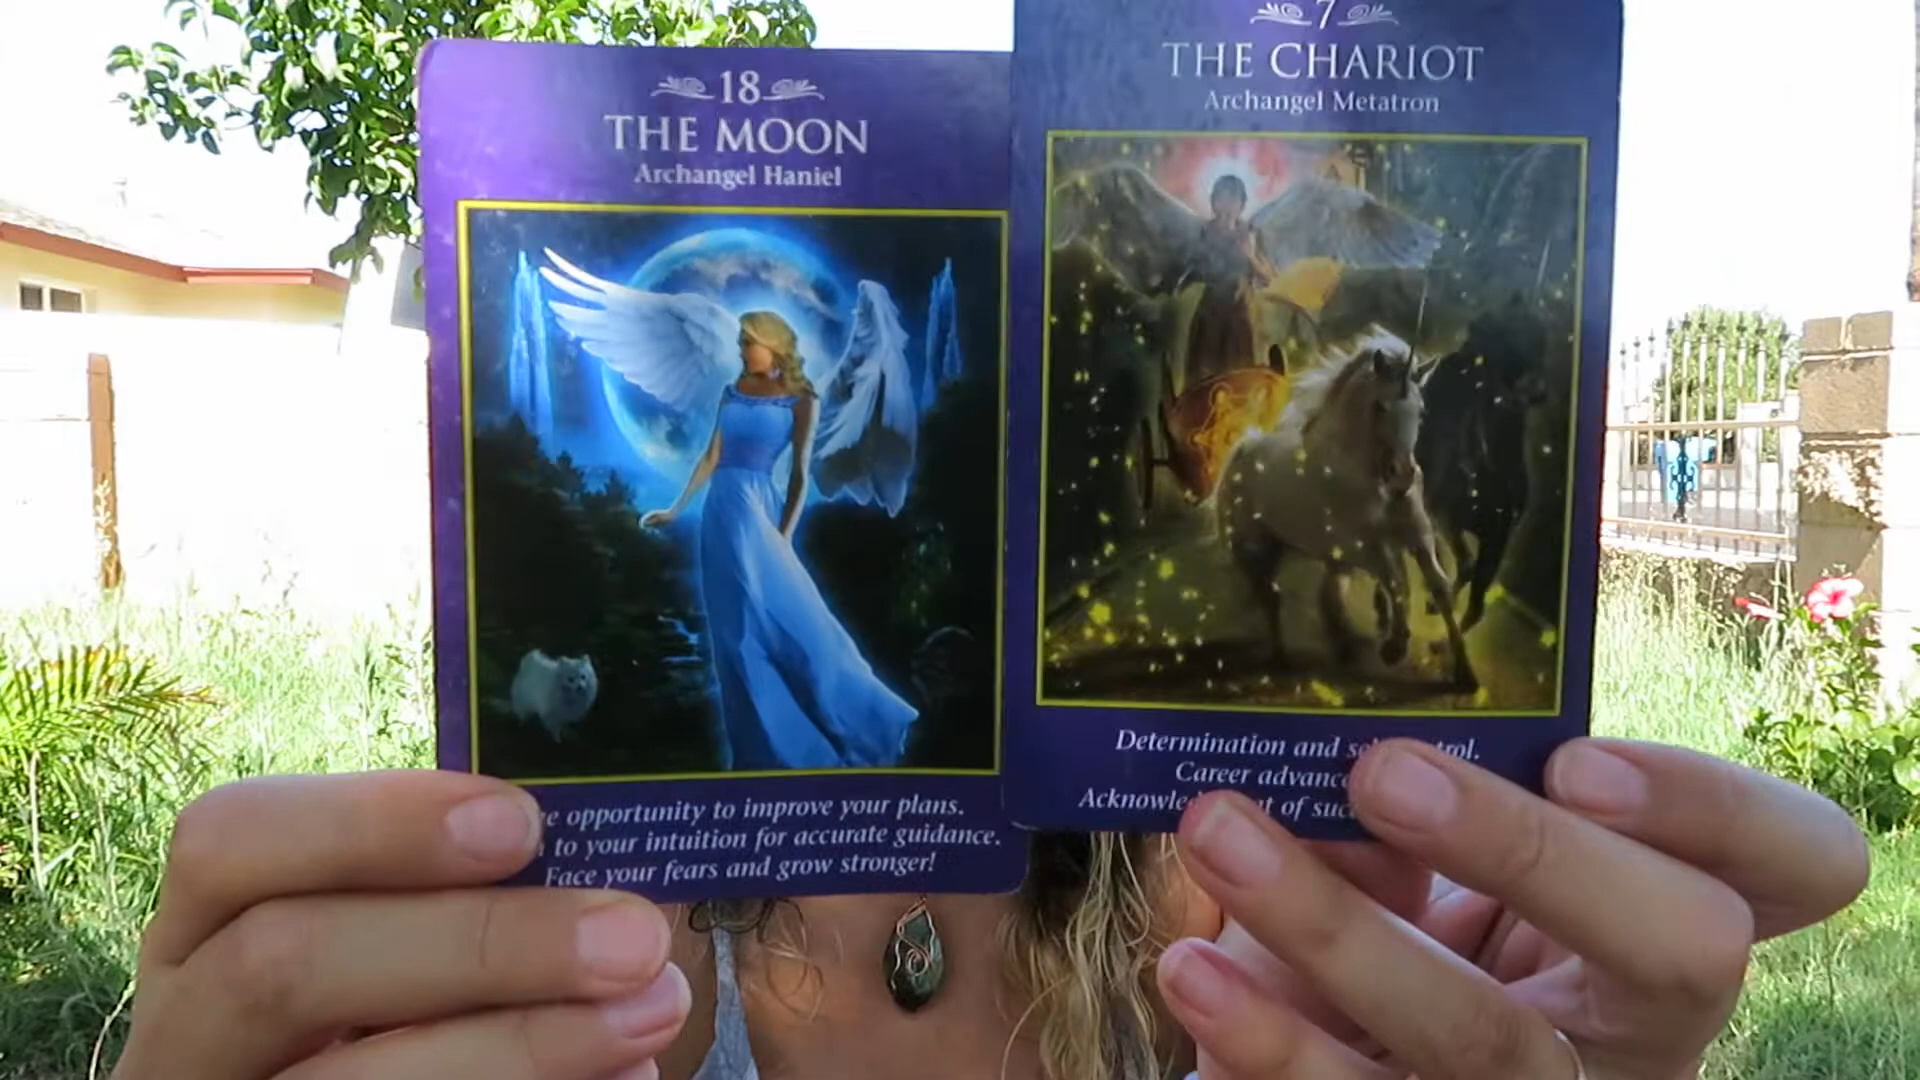 18
THE MOON
Archangel Haniel
opportunity to improve your plans.
to your intuition for accurate guidance.
Face your fears and grow stronger!
7
THE CHARIOT
Archangel Metatron
Determination and
Career
of